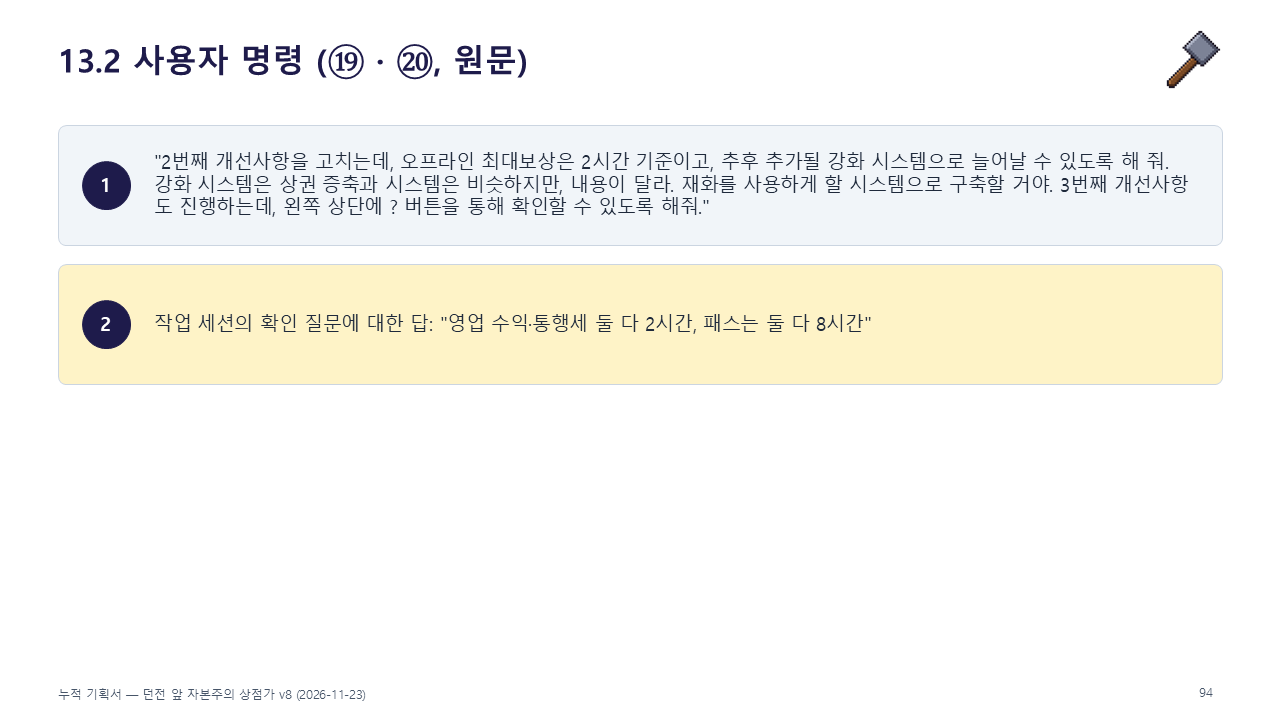 13.2 사용자 명령 (⑲ · ⑳, 원문)
1
"2번째 개선사항을 고치는데, 오프라인 최대보상은 2시간 기준이고, 추후 추가될 강화 시스템으로 늘어날 수 있도록 해 줘.
강화 시스템은 상권 증축과 시스템은 비슷하지만, 내용이 달라. 재화를 사용하게 할 시스템으로 구축할 거야. 3번째 개선사항
도 진행하는데, 왼쪽 상단에 ? 버튼을 통해 확인할 수 있도록 해줘."
2
작업 세션의 확인 질문에 대한 답: "영업 수익·통행세 둘 다 2시간, 패스는 둘 다 8시간"
누적 기획서 — 던전 앞 자본주의 상점가 v8 (2026-11-23)
94